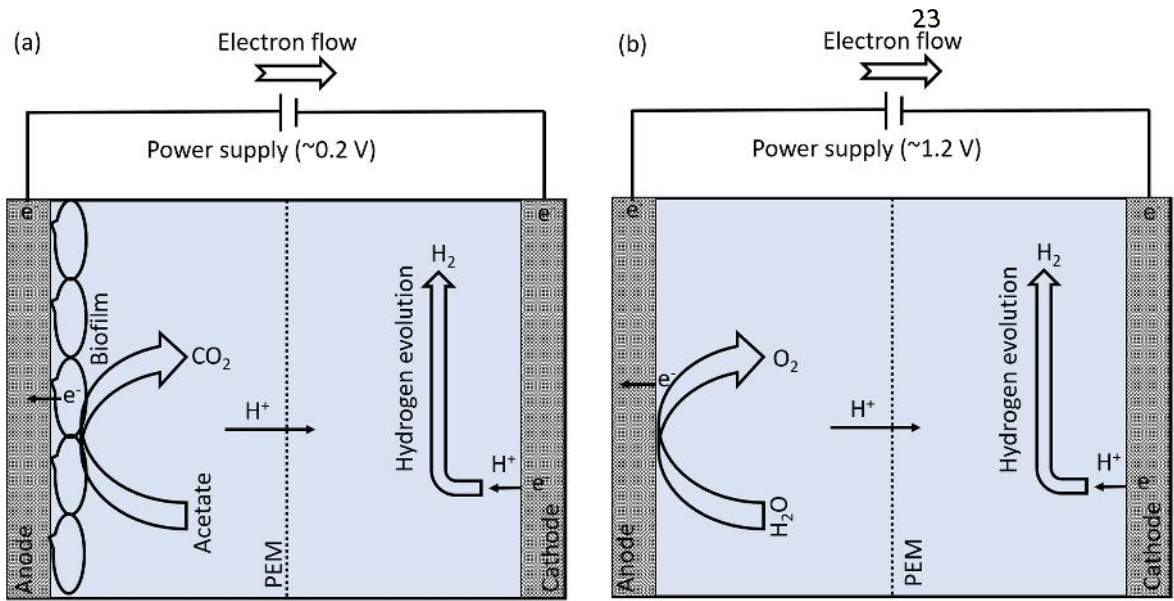 (a)
Electron flow
Power supply (~0.2 V)
e⁻
e⁻
Biofilm
CO₂
e⁻
H⁺
Acetate
PEM
Anode
H₂
Hydrogen evolution
H⁺
e⁻
Cathode
23
(b)
Electron flow
Power supply (~1.2 V)
e⁻
e⁻
O₂
e⁻
H⁺
H₂O
PEM
Anode
H₂
Hydrogen evolution
H⁺
e⁻
Cathode